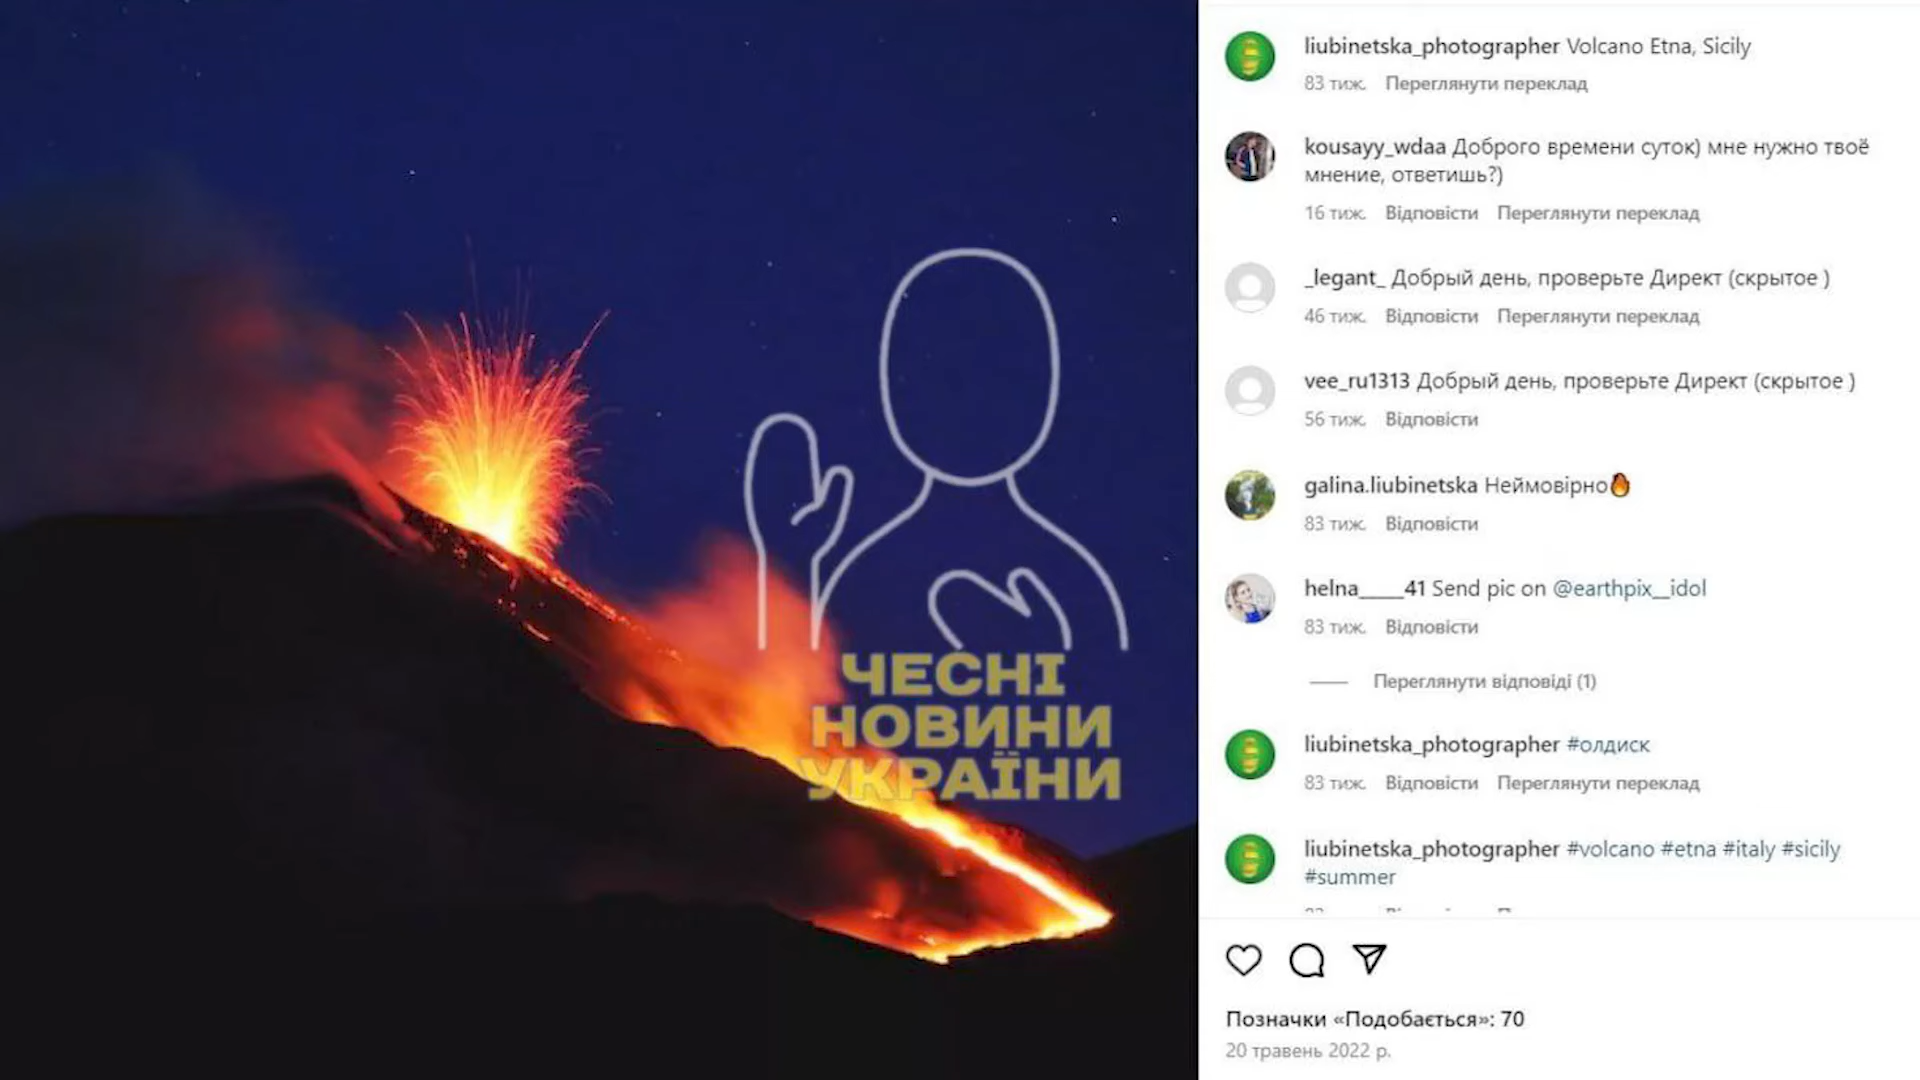 ЧЕСНІ
НОВИНИ
УКРАЇНИ
liubinetska_photographer Volcano Etna, Sicily
83 тиж. Переглянути переклад
kousayy_wdaa Доброго времени суток) мне нужно твоё
мнение, ответишь?)
16 тиж. Відповісти Переглянути переклад
_legant_ Добрый день, проверьте Директ (скрытое )
46 тиж. Відповісти Переглянути переклад
vee_ru1313 Добрый день, проверьте Директ (скрытое )
56 тиж. Відповісти
galina.liubinetska Неймовірно🔥
83 тиж. Відповісти
helna____41 Send pic on @earthpix__idol
83 тиж. Відповісти
Переглянути відповіді (1)
liubinetska_photographer #олдиск
83 тиж. Відповісти Переглянути переклад
liubinetska_photographer #volcano #etna #italy #sicily
#summer
Позначки «Подобається»: 70
20 травень 2022 р.